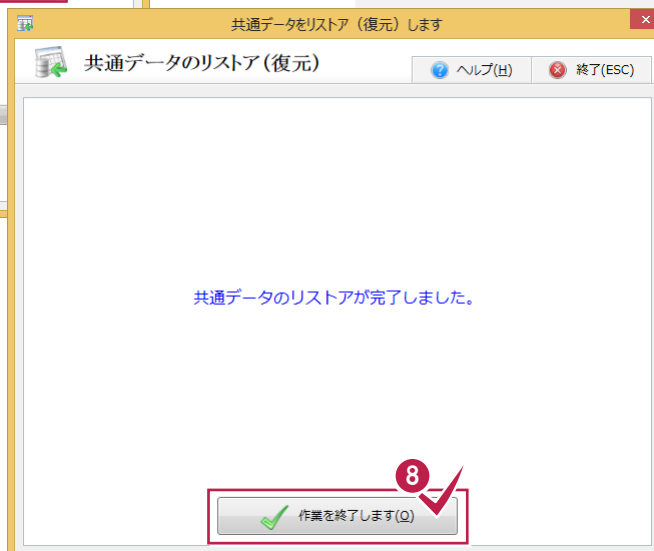 共通データをリストア（復元）します
共通データのリストア(復元)
ヘルプ(H)
終了(ESC)
共通データのリストアが完了しました。
8
作業を終了します(O)